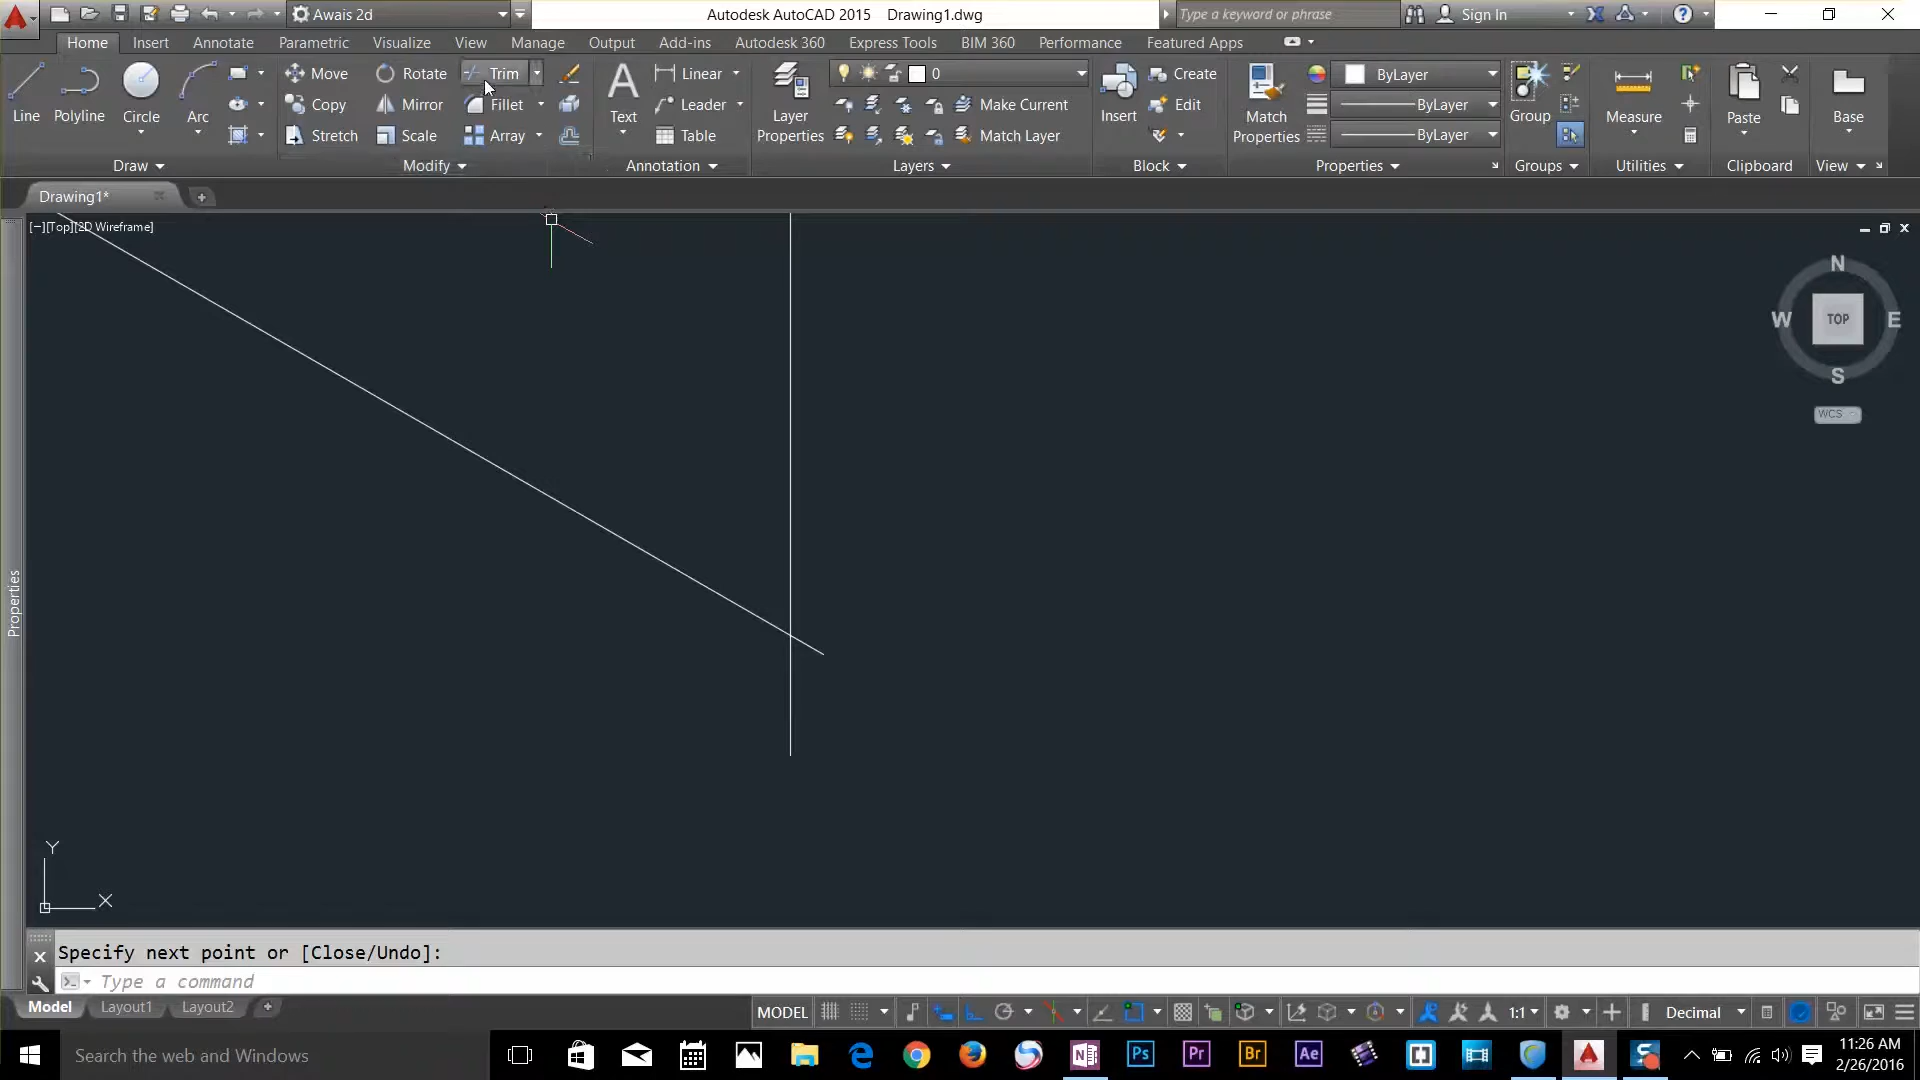 Awais 2d
Autodesk AutoCAD 2015 Drawing1.dwg
Type a keyword or phrase
Sign In
Home Insert Annotate Parametric Visualize View Manage Output Add-ins Autodesk 360 Express Tools BIM 360 Performance Featured Apps
Line Polyline Circle Arc
Move Rotate Trim
Copy Mirror Fillet
Stretch Scale Array
Text
Linear
Leader
Table
Layer
Properties
0
Make Current
Match Layer
Insert
Create
Edit
Match
Properties
ByLayer
ByLayer
ByLayer
Group
Measure
Paste
Base
Draw Modify Annotation Layers Block Properties Groups Utilities Clipboard View
Drawing1*
[−][Top][2D Wireframe]
N
W TOP E
S
WCS
Properties
Y
X
Specify next point or [Close/Undo]:
Type a command
Model Layout1 Layout2
MODEL 1:1 Decimal
Search the web and Windows
Ps Pr Br Ae
11:26 AM
2/26/2016